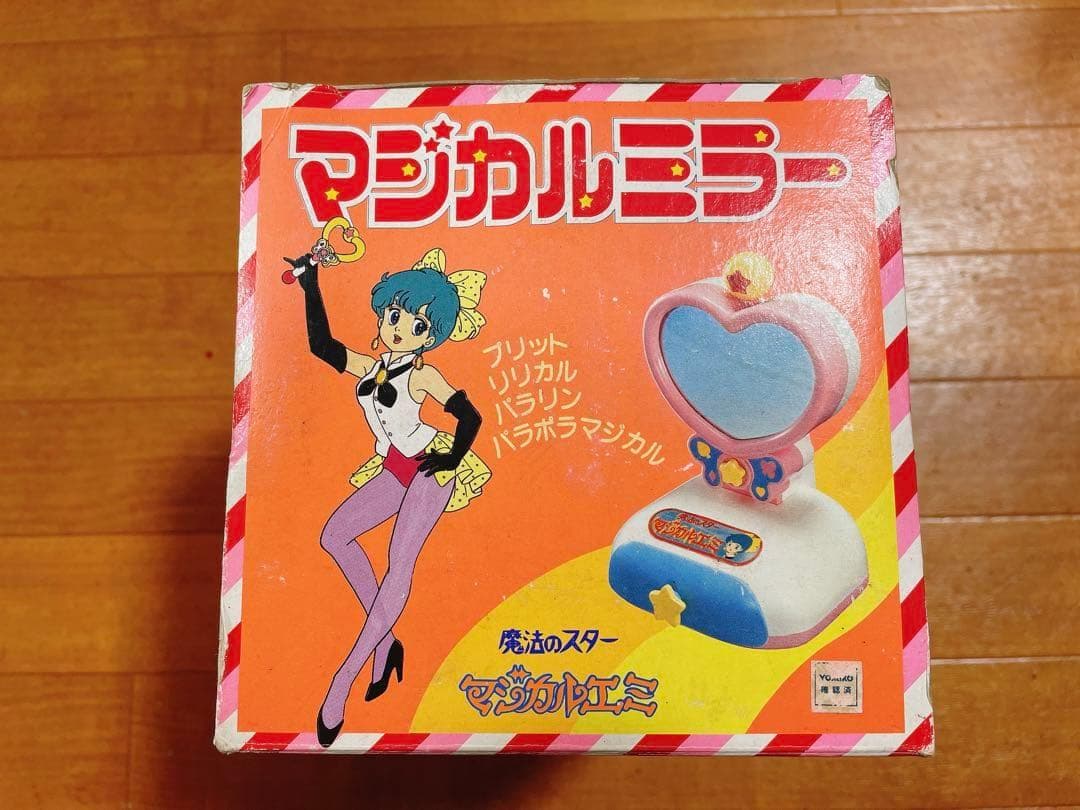 マジカルミラー
プリット
リリカル
パラリン
パラポラマジカル
魔法のスター
マジカルエミ
魔法のスター
マジカルエミ
確認済